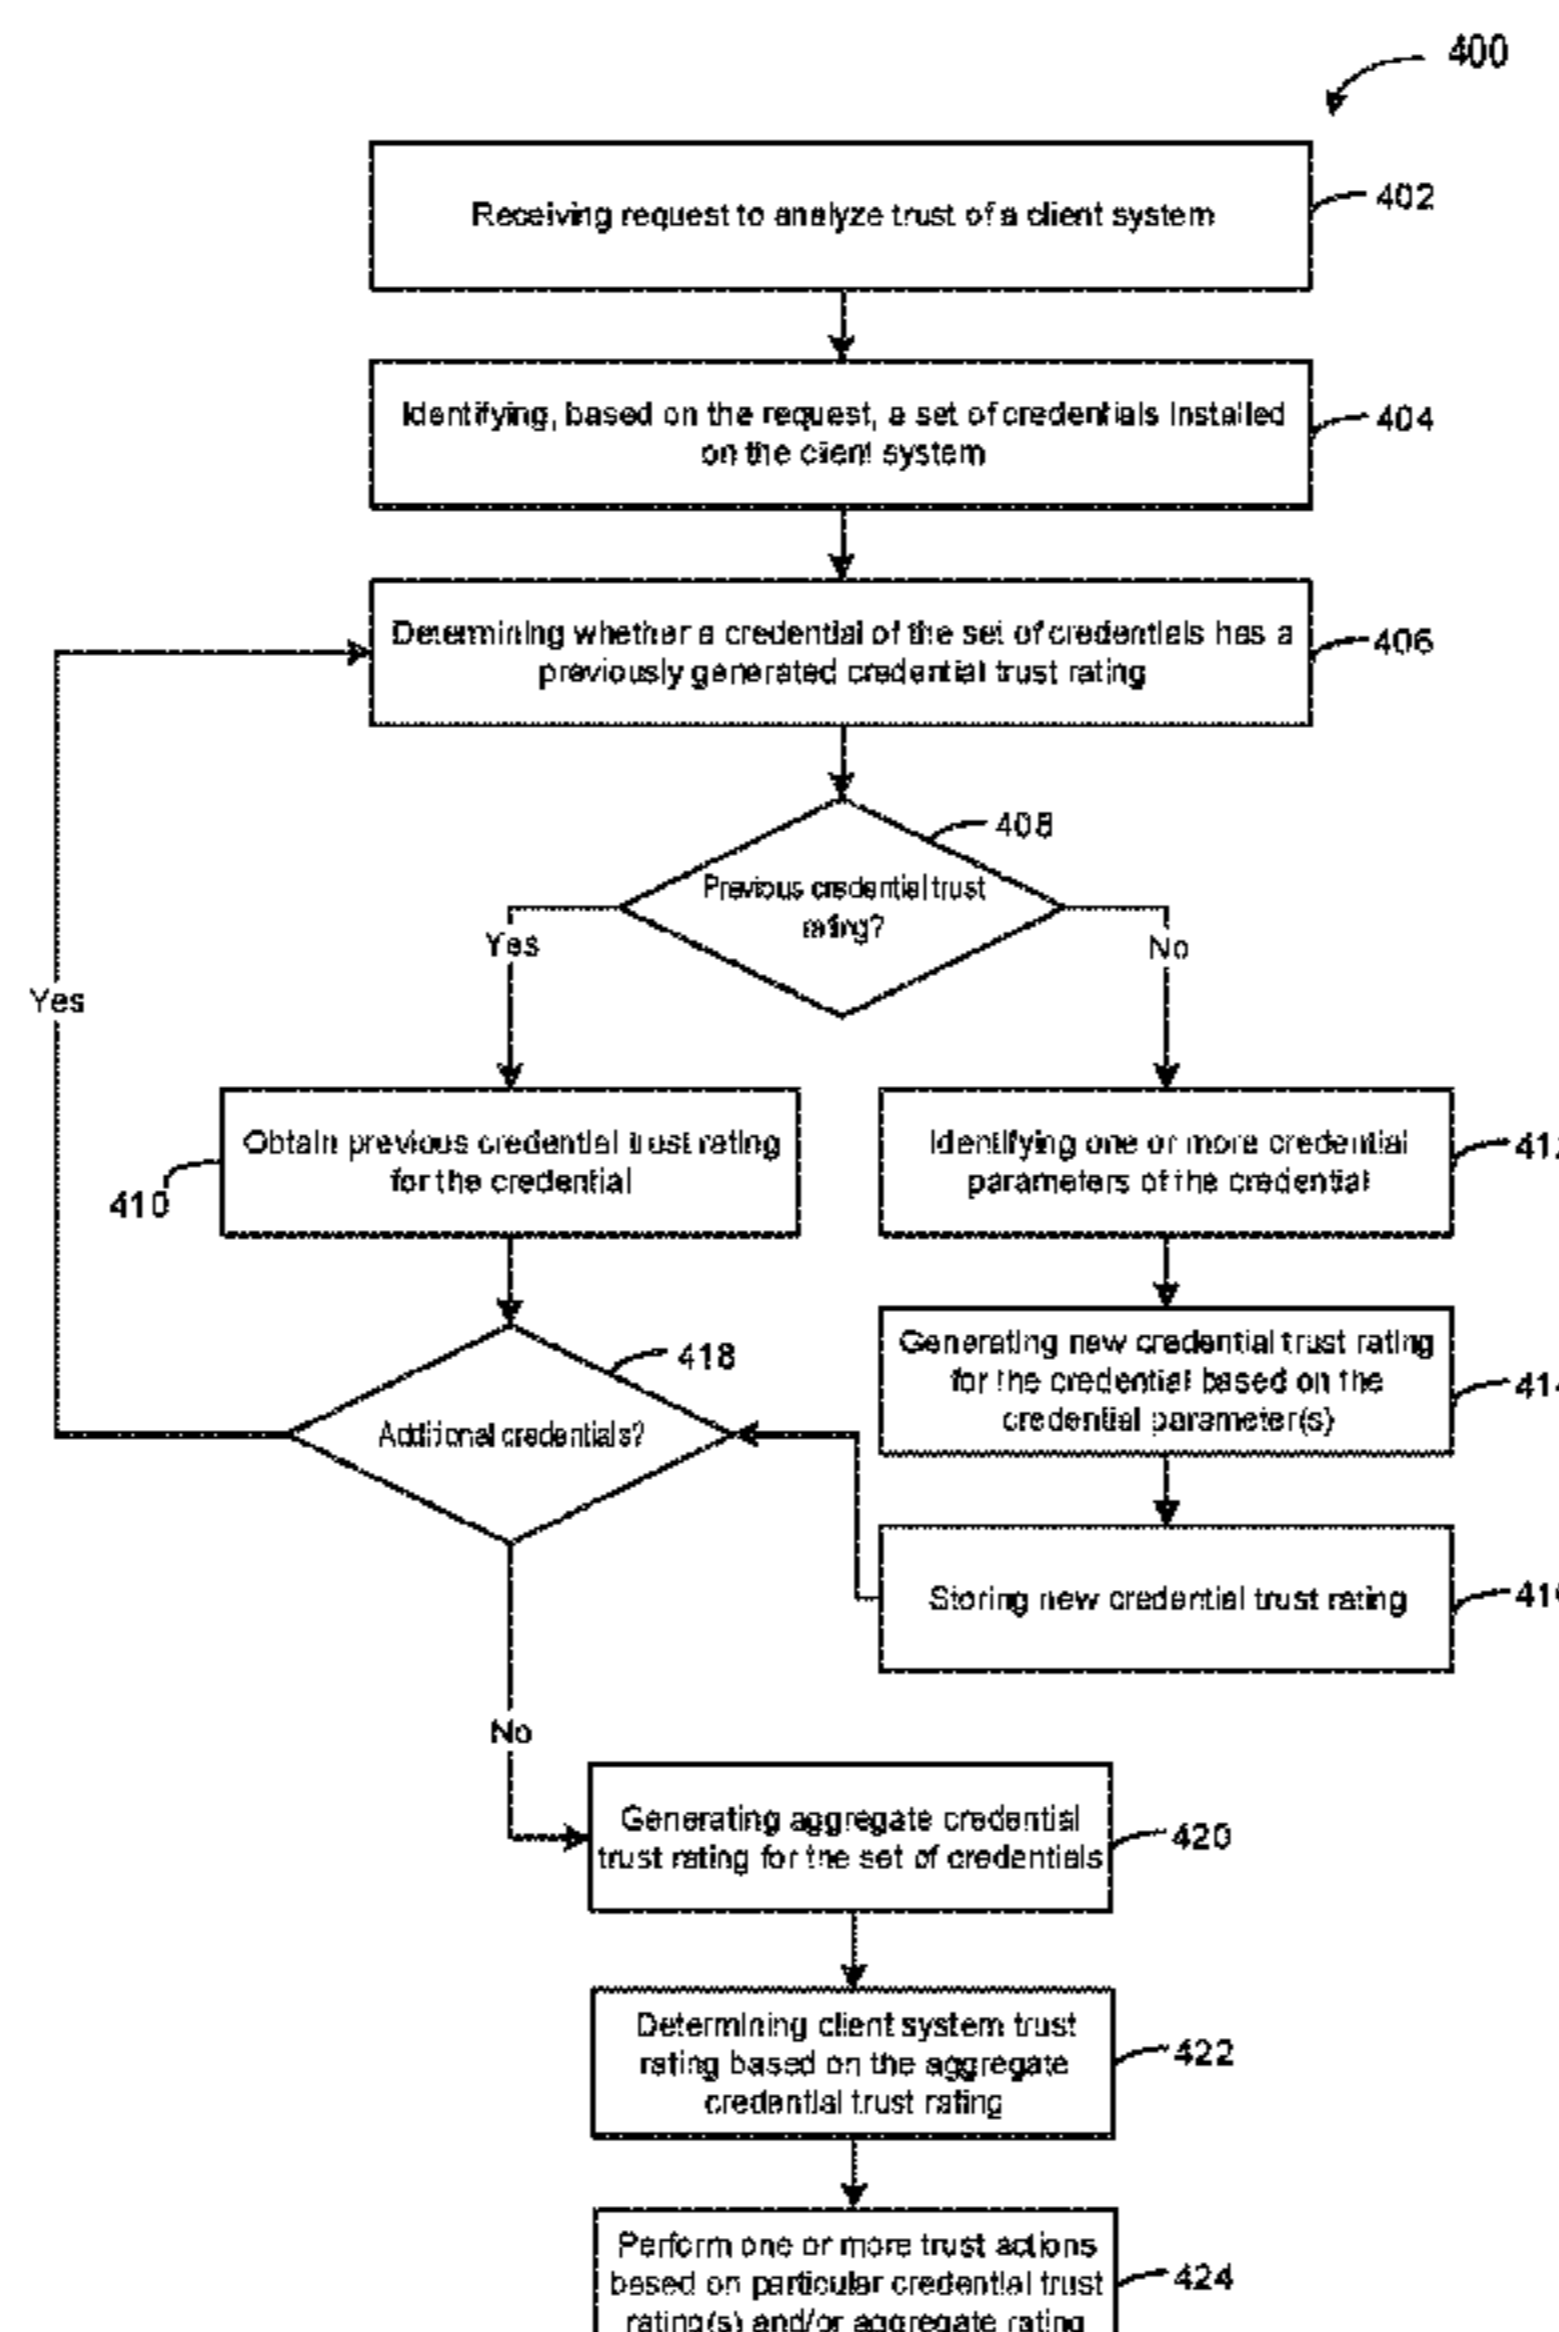 400
Receiving request to analyze trust of a client system
402
Identifying, based on the request, a set of credentials installed
on the client system
404
Determining whether a credential of the set of credentials has a
previously generated credential trust rating
406
408
Previous credential trust
rating?
Yes
No
Yes
Obtain previous credential trust rating
for the credential
410
Identifying one or more credential
parameters of the credential
Generating new credential trust rating
for the credential based on the
credential parameter(s)
418
Additional credentials?
Storing new credential trust rating
No
Generating aggregate credential
trust rating for the set of credentials
420
Determining client system trust
rating based on the aggregate
credential trust rating
422
Perform one or more trust actions
based on particular credential trust
rating(s) and/or aggregate rating
424